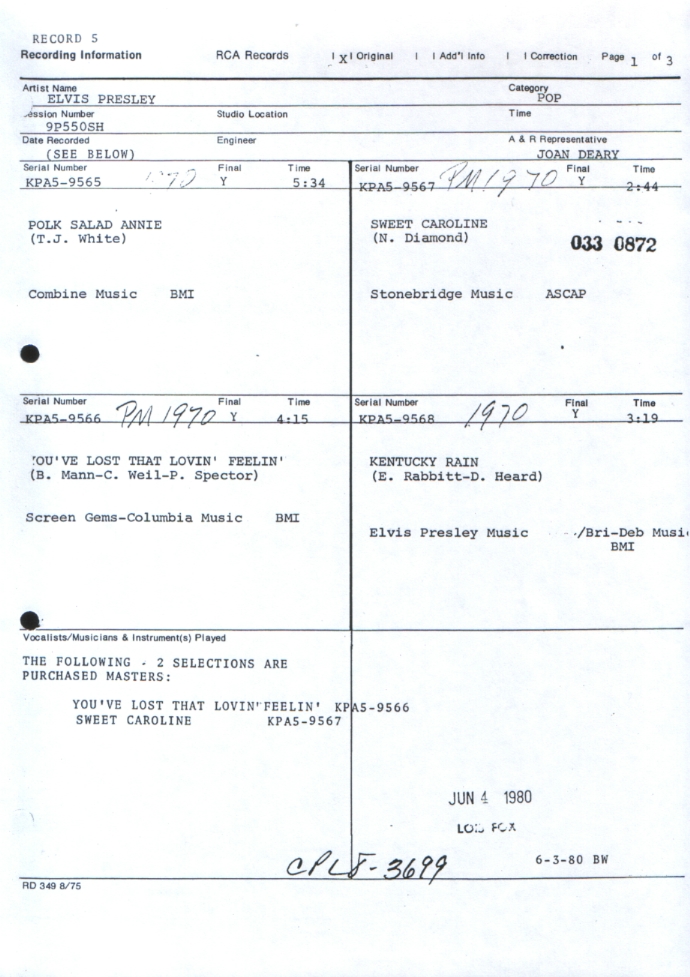 RECORD 5
Recording Information RCA Records | X | Original | | Add'l Info | | Correction Page 1 of 3
Artist Name Category
ELVIS PRESLEY POP
Session Number Studio Location Time
9P550SH
Date Recorded Engineer A & R Representative
(SEE BELOW) JOAN DEARY
Serial Number Final Time
KPA5-9565 1970 Y 5:34
POLK SALAD ANNIE
(T.J. White)
Combine Music BMI
Serial Number Final Time
KPA5-9567 PM 1970 Y 2:44
SWEET CAROLINE
(N. Diamond)
033 0872
Stonebridge Music ASCAP
Serial Number Final Time
KPA5-9566 PM 1970 Y 4:15
'OU'VE LOST THAT LOVIN' FEELIN'
(B. Mann-C. Weil-P. Spector)
Screen Gems-Columbia Music BMI
Serial Number Final Time
KPA5-9568 1970 Y 3:19
KENTUCKY RAIN
(E. Rabbitt-D. Heard)
Elvis Presley Music /Bri-Deb Musi
BMI
Vocalists/Musicians & Instrument(s) Played
THE FOLLOWING - 2 SELECTIONS ARE
PURCHASED MASTERS:
YOU'VE LOST THAT LOVIN' FEELIN' KPA5-9566
SWEET CAROLINE KPA5-9567
JUN 4 1980
LOIS FOX
6-3-80 BW
CPL8-3699
RD 349 8/75